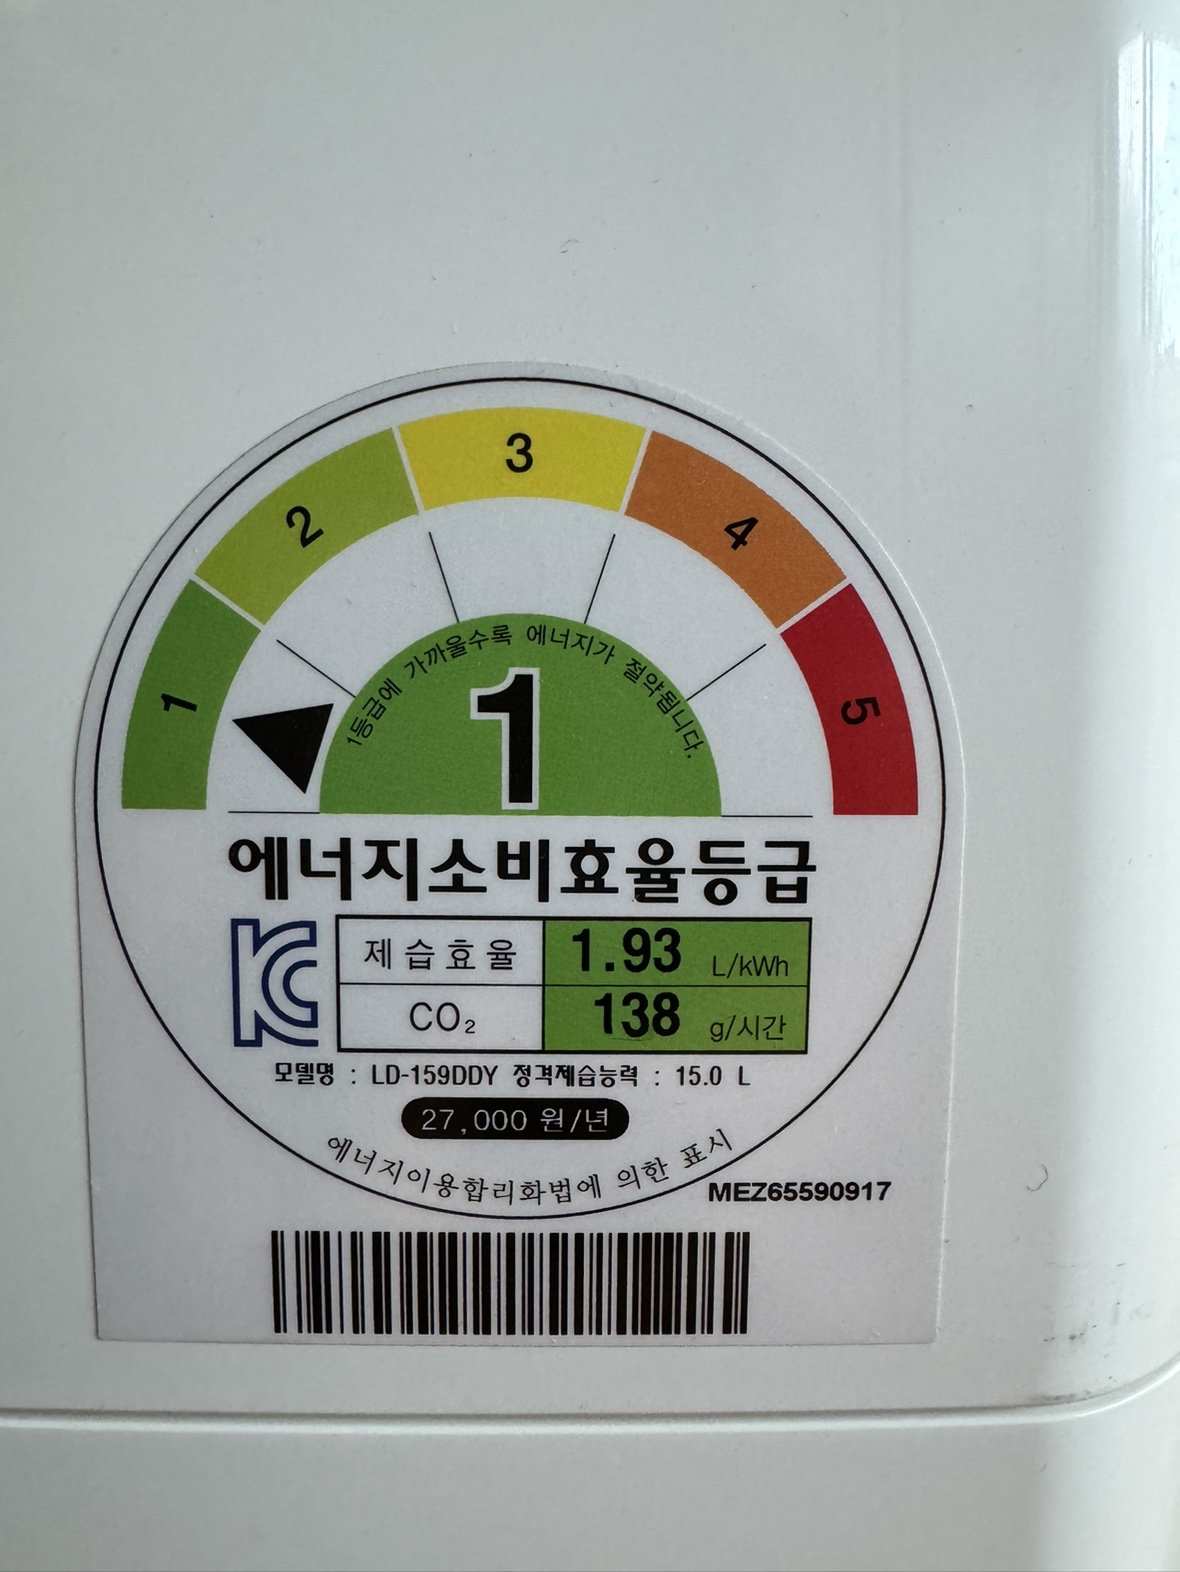 1
2
3
4
5
1등급에 가까울수록 에너지가 절약됩니다.
1
에너지소비효율등급
제습효율 1.93 L/kWh
CO₂ 138 g/시간
모델명 : LD-159DDY 정격제습능력 : 15.0 L
27,000 원/년
에너지이용합리화법에 의한 표시
MEZ65590917